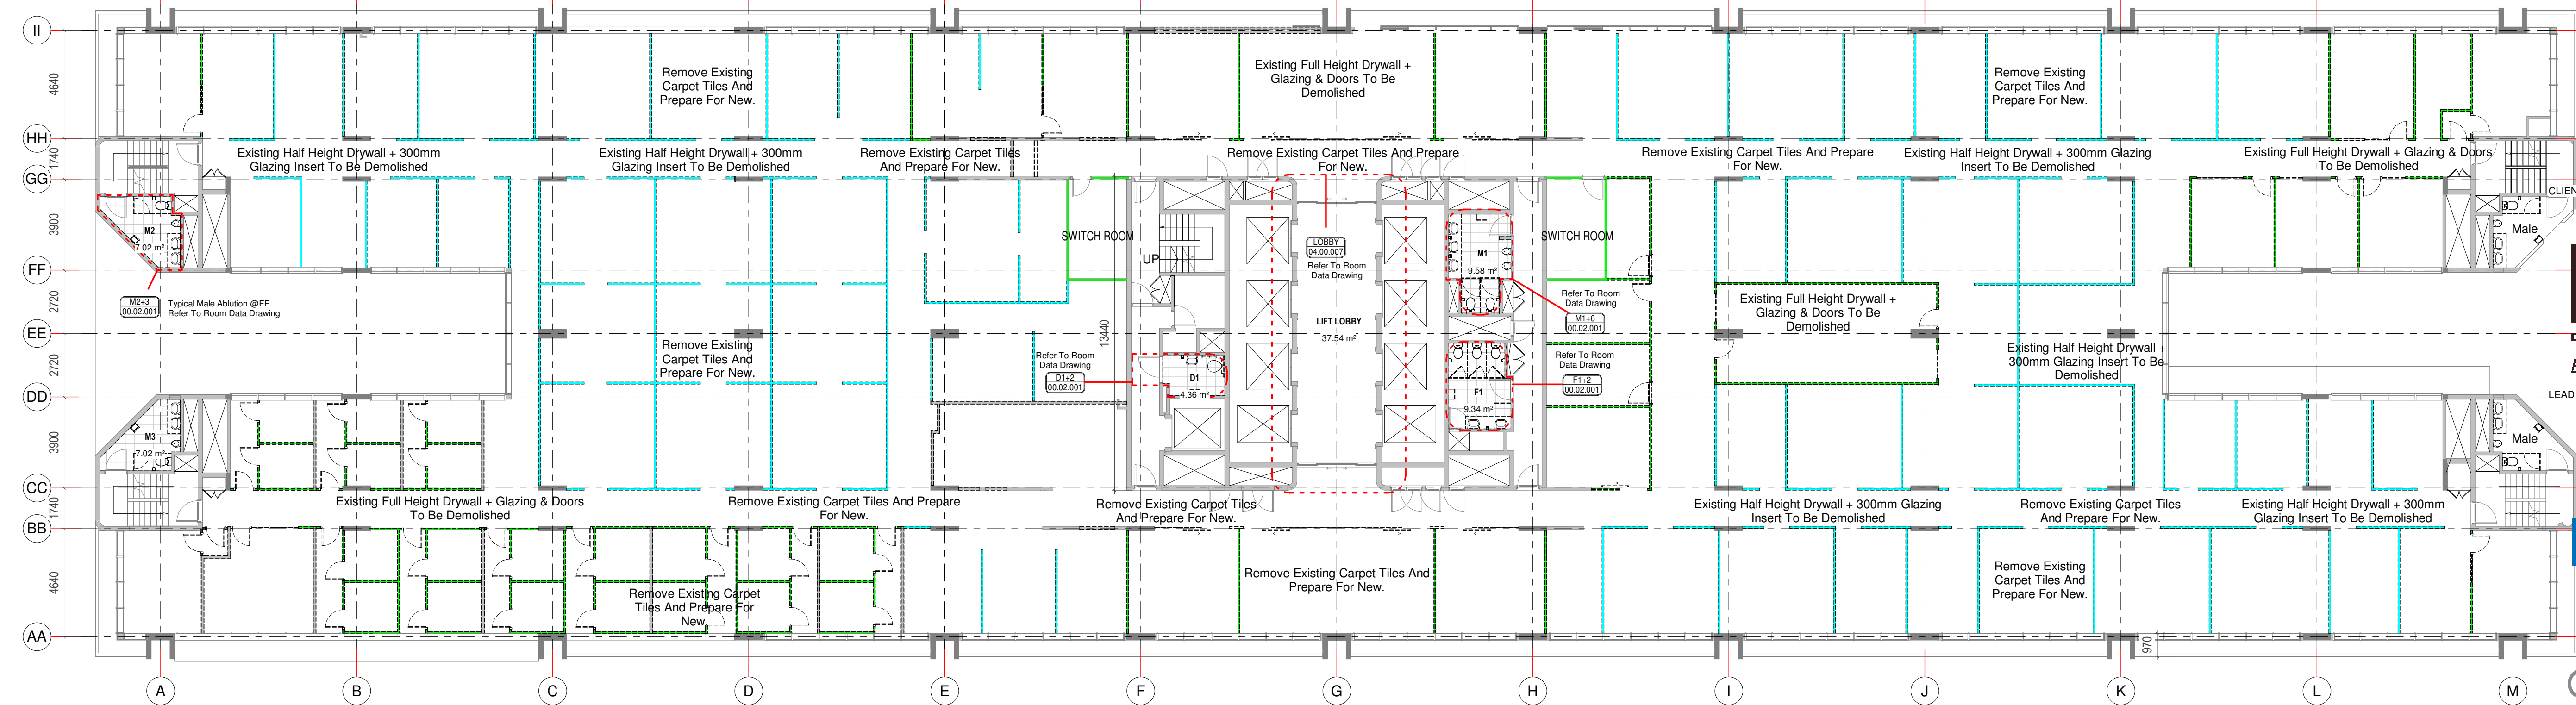 II
4640
Remove Existing
Carpet Tiles And
Prepare For New.
Existing Full Height Drywall +
Glazing & Doors To Be
Demolished
Remove Existing
Carpet Tiles And
Prepare For New.
HH
1740
Existing Half Height Drywall + 300mm
Glazing Insert To Be Demolished
Existing Half Height Drywall + 300mm
Glazing Insert To Be Demolished
Remove Existing Carpet Tiles
And Prepare For New.
Remove Existing Carpet Tiles And Prepare
For New.
Remove Existing Carpet Tiles And Prepare
For New.
Existing Half Height Drywall + 300mm Glazing
Insert To Be Demolished
Existing Full Height Drywall + Glazing & Doors
To Be Demolished
GG
3900
M2
7.02 m²
SWITCH ROOM
UP
LOBBY
04.00.007
Refer To Room
Data Drawing
M1
9.58 m²
SWITCH ROOM
CLIEN
Male
FF
2720
M2+3
00.02.001
Typical Male Ablution @FE
Refer To Room Data Drawing
13440
LIFT LOBBY
37.54 m²
Refer To Room
Data Drawing
M1+6
00.02.001
Existing Full Height Drywall +
Glazing & Doors To Be
Demolished
EE
2720
Remove Existing
Carpet Tiles And
Prepare For New.
Refer To Room
Data Drawing
D1+2
00.02.001
D1
4.36 m²
F1
9.34 m²
Refer To Room
Data Drawing
F1+2
00.02.001
Existing Half Height Drywall +
300mm Glazing Insert To Be
Demolished
DD
LEAD
3900
M3
7.02 m²
Male
CC
1740
Existing Full Height Drywall + Glazing & Doors
To Be Demolished
Remove Existing Carpet Tiles And Prepare
For New.
Remove Existing Carpet Tiles
And Prepare For New.
Existing Half Height Drywall + 300mm Glazing
Insert To Be Demolished
Remove Existing Carpet Tiles
And Prepare For New.
Existing Half Height Drywall + 300mm
Glazing Insert To Be Demolished
BB
4640
Remove Existing Carpet
Tiles And Prepare For
New.
Remove Existing Carpet Tiles And
Prepare For New.
Remove Existing
Carpet Tiles And
Prepare For New.
AA
970
A B C D E F G H I J K L M